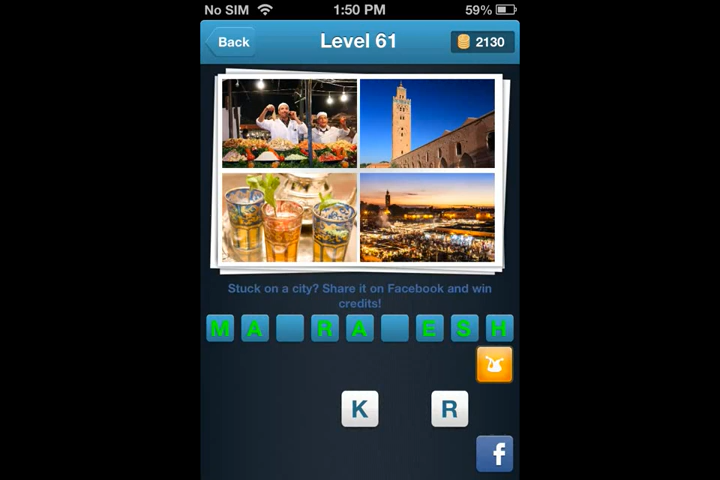 No SIM 1:50 PM 59%
Back Level 61 2130
Stuck on a city? Share it on Facebook and win
credits!
M A R A E S H
K R
f